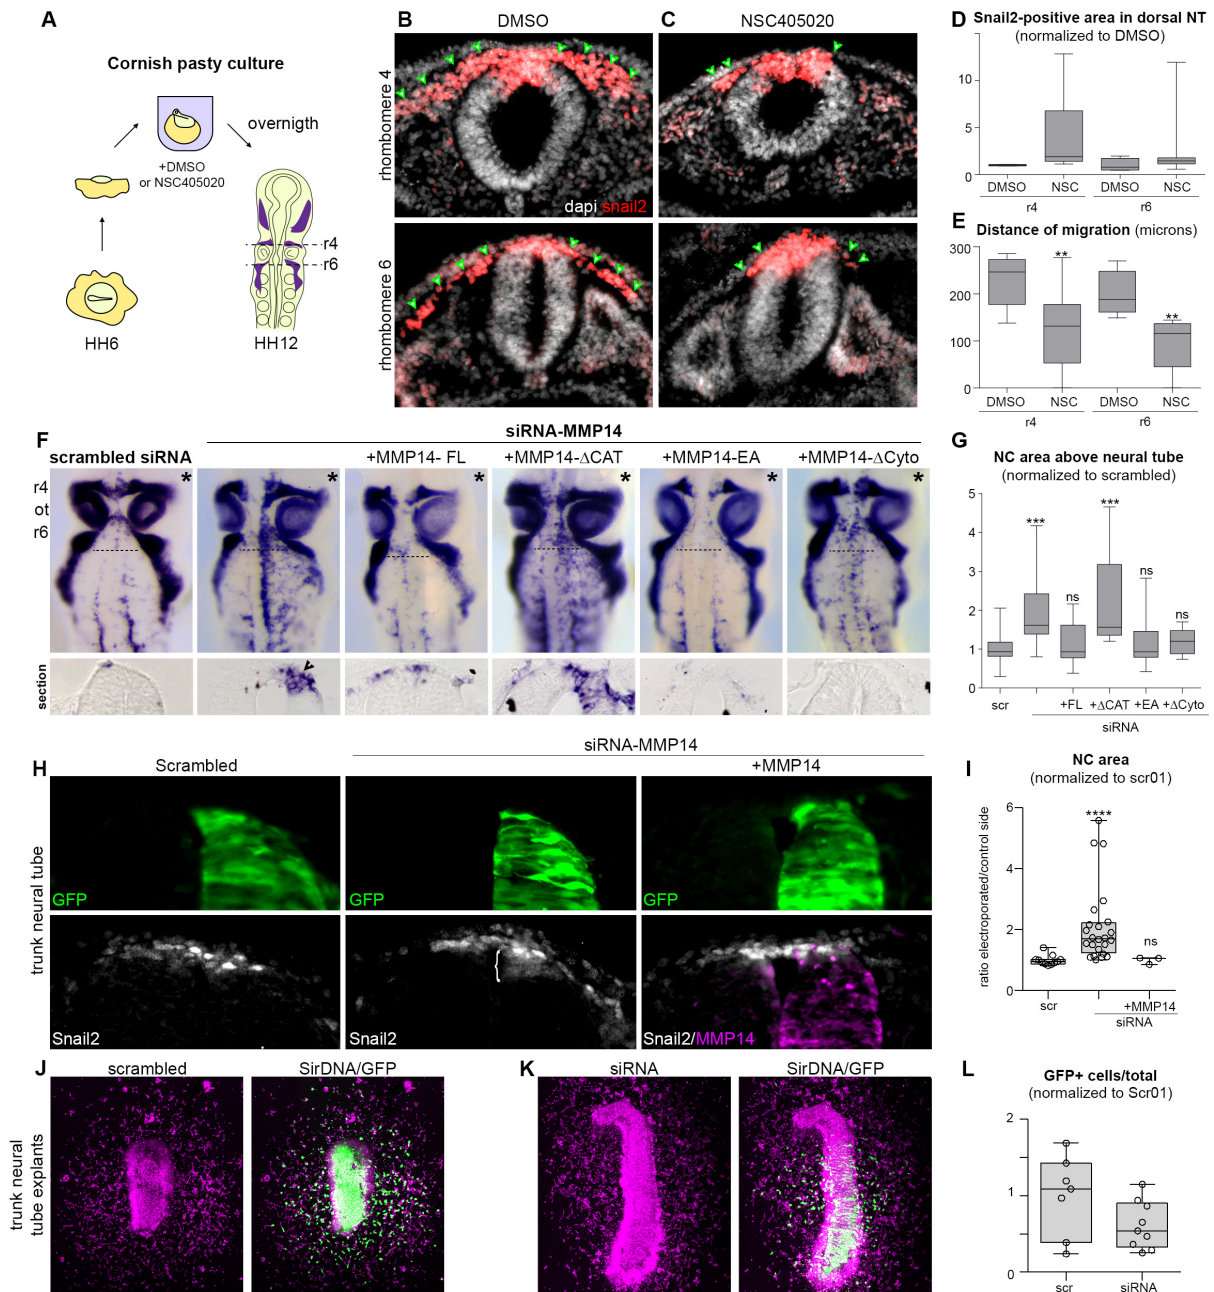 A
Cornish pasty culture
+DMSO
or NSC405020
overnigth
r4
r6
HH6
HH12
B
DMSO
C
NSC405020
rhombomere 4
dapi snail2
rhombomere 6
D
Snail2-positive area in dorsal NT
(normalized to DMSO)
10
5
0
DMSO NSC DMSO NSC
r4 r6
E
Distance of migration (microns)
300
200
100
0
** **
DMSO NSC DMSO NSC
r4 r6
F
siRNA-MMP14
scrambled siRNA +MMP14- FL +MMP14-ΔCAT +MMP14-EA +MMP14-ΔCyto
* * * * * *
r4
ot
r6
section
G
NC area above neural tube
(normalized to scrambled)
5
4
3
2
1
0
*** ns *** ns ns
scr +FL +ΔCAT +EA +ΔCyto
siRNA
H
siRNA-MMP14
Scrambled +MMP14
trunk neural tube
GFP GFP GFP
{
Snail2 Snail2 Snail2/MMP14
I
NC area
(normalized to scr01)
ratio electroporated/control side
6
4
2
0
**** ns
scr +MMP14
siRNA
J
scrambled SirDNA/GFP
trunk neural
tube explants
K
siRNA SirDNA/GFP
L
GFP+ cells/total
(normalized to Scr01)
2
1
0
scr siRNA